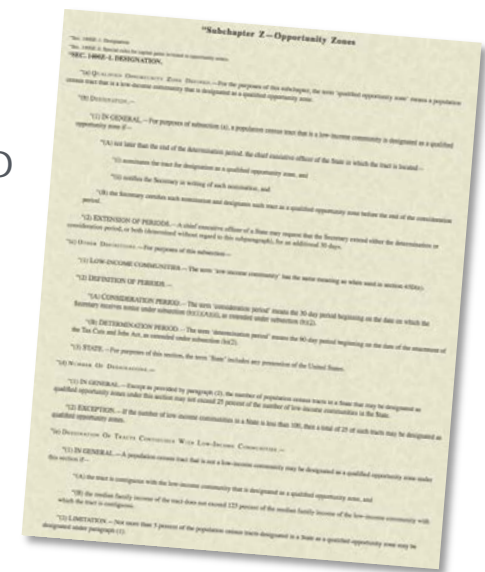 D
"Subchapter Z—Opportunity Zones
"Sec. 1400Z-1. Designation.
"Sec. 1400Z-2. Special rules for capital gains invested in opportunity zones.
"SEC. 1400Z-1. DESIGNATION.
"(a) QUALIFIED OPPORTUNITY ZONE DEFINED.—For the purposes of this subchapter, the term 'qualified opportunity zone' means a population
census tract that is a low-income community that is designated as a qualified opportunity zone.
"(b) DESIGNATION.—
"(1) IN GENERAL.—For purposes of subsection (a), a population census tract that is a low-income community is designated as a qualified
opportunity zone if—
"(A) not later than the end of the determination period, the chief executive officer of the State in which the tract is located—
"(i) nominates the tract for designation as a qualified opportunity zone, and
"(ii) notifies the Secretary in writing of such nomination, and
"(B) the Secretary certifies such nomination and designates such tract as a qualified opportunity zone before the end of the consideration
period.
"(2) EXTENSION OF PERIODS.—A chief executive officer of a State may request that the Secretary extend either the determination or
consideration period, or both (determined without regard to this subparagraph), for an additional 30 days.
"(c) OTHER DEFINITIONS.—For purposes of this subsection—
"(1) LOW-INCOME COMMUNITIES.—The term 'low-income community' has the same meaning as when used in section 45D(e).
"(2) DEFINITION OF PERIODS.—
"(A) CONSIDERATION PERIOD.—The term 'consideration period' means the 30-day period beginning on the date on which the
Secretary receives notice under subsection (b)(1)(A)(ii), as extended under subsection (b)(2).
"(B) DETERMINATION PERIOD.—The term 'determination period' means the 90-day period beginning on the date of the enactment of
the Tax Cuts and Jobs Act, as extended under subsection (b)(2).
"(3) STATE.—For purposes of this section, the term 'State' includes any possession of the United States.
"(d) NUMBER OF DESIGNATIONS.—
"(1) IN GENERAL.—Except as provided by paragraph (2), the number of population census tracts in a State that may be designated as
qualified opportunity zones under this section may not exceed 25 percent of the number of low-income communities in the State.
"(2) EXCEPTION.—If the number of low-income communities in a State is less than 100, then a total of 25 of such tracts may be designated as
qualified opportunity zones.
"(e) DESIGNATION OF TRACTS CONTIGUOUS WITH LOW-INCOME COMMUNITIES.—
"(1) IN GENERAL.—A population census tract that is not a low-income community may be designated as a qualified opportunity zone under
this section if—
"(A) the tract is contiguous with the low-income community that is designated as a qualified opportunity zone, and
"(B) the median family income of the tract does not exceed 125 percent of the median family income of the low-income community with
which the tract is contiguous.
"(2) LIMITATION.—Not more than 5 percent of the population census tracts designated in a State as a qualified opportunity zone may be
designated under paragraph (1).